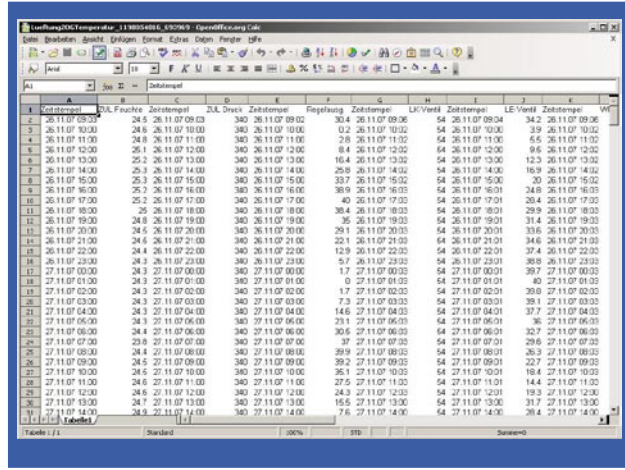 Lueftung2OGTemperatur_1198054016_693969 - OpenOffice.org Calc
Datei Bearbeiten Ansicht Einfügen Format Extras Daten Fenster Hilfe
Arial 10 F K U
A1 fx Σ = Zeitstempel
A B C D E F G H I J K
1 Zeitstempel ZUL Feuchte Zeitstempel ZUL Druck Zeitstempel Regelausg Zeitstempel LK-Ventil Zeitstempel LE-Ventil Zeitstempel
2 26.11.07 09:03 24.5 26.11.07 09:03 340 26.11.07 09:02 30.4 26.11.07 09:06 54 26.11.07 09:04 34.2 26.11.07 09:06
3 26.11.07 10:00 24.6 26.11.07 10:00 340 26.11.07 10:00 0.2 26.11.07 10:02 54 26.11.07 10:00 3.9 26.11.07 10:02
4 26.11.07 11:00 24.8 26.11.07 11:00 340 26.11.07 11:00 2.8 26.11.07 11:02 54 26.11.07 11:00 5.5 26.11.07 11:02
5 26.11.07 12:00 25.1 26.11.07 12:00 340 26.11.07 12:00 8.4 26.11.07 12:02 54 26.11.07 12:00 9.6 26.11.07 12:02
6 26.11.07 13:00 25.2 26.11.07 13:00 340 26.11.07 13:00 16.4 26.11.07 13:02 54 26.11.07 13:00 12.3 26.11.07 13:02
7 26.11.07 14:00 25.3 26.11.07 14:00 340 26.11.07 14:00 25.8 26.11.07 14:02 54 26.11.07 14:00 16.9 26.11.07 14:02
8 26.11.07 15:00 25.3 26.11.07 15:00 340 26.11.07 15:00 33.7 26.11.07 15:02 54 26.11.07 15:00 20 26.11.07 15:02
9 26.11.07 16:00 25.2 26.11.07 16:00 340 26.11.07 16:00 38.9 26.11.07 16:03 54 26.11.07 16:01 24.8 26.11.07 16:03
10 26.11.07 17:00 25.2 26.11.07 17:00 340 26.11.07 17:00 40 26.11.07 17:03 54 26.11.07 17:01 28.4 26.11.07 17:03
11 26.11.07 18:00 25 26.11.07 18:00 340 26.11.07 18:00 38.4 26.11.07 18:03 54 26.11.07 18:01 29.9 26.11.07 18:03
12 26.11.07 19:00 24.8 26.11.07 19:00 340 26.11.07 19:00 35 26.11.07 19:03 54 26.11.07 19:01 31.4 26.11.07 19:03
13 26.11.07 20:00 24.5 26.11.07 20:00 340 26.11.07 20:00 29.1 26.11.07 20:03 54 26.11.07 20:01 33.6 26.11.07 20:03
14 26.11.07 21:00 24.6 26.11.07 21:00 340 26.11.07 21:00 22.1 26.11.07 21:03 54 26.11.07 21:01 34.6 26.11.07 21:03
15 26.11.07 22:00 24.4 26.11.07 22:00 340 26.11.07 22:00 12.9 26.11.07 22:03 54 26.11.07 22:01 37.4 26.11.07 22:03
16 26.11.07 23:00 24.3 26.11.07 23:00 340 26.11.07 23:00 5.7 26.11.07 23:03 54 26.11.07 23:01 38.8 26.11.07 23:03
17 27.11.07 00:00 24.3 27.11.07 00:00 340 27.11.07 00:00 1.7 27.11.07 00:03 54 27.11.07 00:01 39.7 27.11.07 00:03
18 27.11.07 01:00 24.3 27.11.07 01:00 340 27.11.07 01:00 0 27.11.07 01:03 54 27.11.07 01:01 40 27.11.07 01:03
19 27.11.07 02:00 24.3 27.11.07 02:00 340 27.11.07 02:00 1.7 27.11.07 02:03 54 27.11.07 02:01 39.8 27.11.07 02:03
20 27.11.07 03:00 24.3 27.11.07 03:00 340 27.11.07 03:00 7.3 27.11.07 03:03 54 27.11.07 03:01 39.1 27.11.07 03:03
21 27.11.07 04:00 24.3 27.11.07 04:00 340 27.11.07 04:00 14.6 27.11.07 04:03 54 27.11.07 04:01 37.7 27.11.07 04:03
22 27.11.07 05:00 24.3 27.11.07 05:00 340 27.11.07 05:00 23.1 27.11.07 05:03 54 27.11.07 05:01 36 27.11.07 05:03
23 27.11.07 06:00 24.4 27.11.07 06:00 340 27.11.07 06:00 30.6 27.11.07 06:03 54 27.11.07 06:01 32.7 27.11.07 06:03
24 27.11.07 07:00 23.8 27.11.07 07:00 340 27.11.07 07:00 37 27.11.07 07:03 54 27.11.07 07:01 29.6 27.11.07 07:03
25 27.11.07 08:00 24.4 27.11.07 08:00 340 27.11.07 08:00 39.9 27.11.07 08:03 54 27.11.07 08:01 26.3 27.11.07 08:03
26 27.11.07 09:00 24.5 27.11.07 09:00 340 27.11.07 09:00 39.2 27.11.07 09:03 54 27.11.07 09:01 22.7 27.11.07 09:03
27 27.11.07 10:00 24.5 27.11.07 10:00 340 27.11.07 10:00 35.1 27.11.07 10:03 54 27.11.07 10:01 18.4 27.11.07 10:03
28 27.11.07 11:00 24.6 27.11.07 11:00 340 27.11.07 11:00 27.5 27.11.07 11:03 54 27.11.07 11:01 14.4 27.11.07 11:03
29 27.11.07 12:00 24.6 27.11.07 12:00 340 27.11.07 12:00 24.3 27.11.07 12:03 54 27.11.07 12:01 19.3 27.11.07 12:00
30 27.11.07 13:00 24.7 27.11.07 13:00 340 27.11.07 13:00 15.5 27.11.07 13:00 54 27.11.07 13:00 31.7 27.11.07 13:00
31 27.11.07 14:00 24.9 27.11.07 14:00 340 27.11.07 14:00 7.6 27.11.07 14:00 54 27.11.07 14:00 28.4 27.11.07 14:00
Tabelle1
Tabelle 1 / 1 Standard 100% STD Summe=0